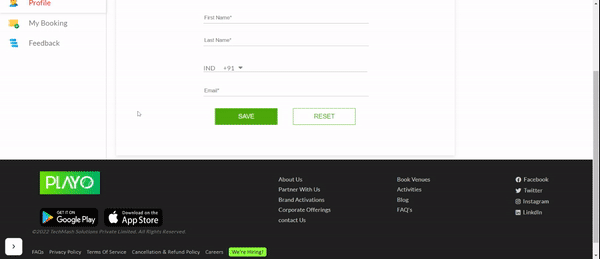 Profile
My Booking
Feedback
First Name*
Last Name*
IND +91
Email*
SAVE RESET
PLAYO
GET IT ON
Google Play
Download on the
App Store
©2022 TechMash Solutions Private Limited. All Rights Reserved.
About Us
Partner With Us
Brand Activations
Corporate Offerings
contact Us
Book Venues
Activities
Blog
FAQ's
Facebook
Twitter
Instagram
LinkdIn
FAQs Privacy Policy Terms Of Service Cancellation & Refund Policy Careers We're Hiring!